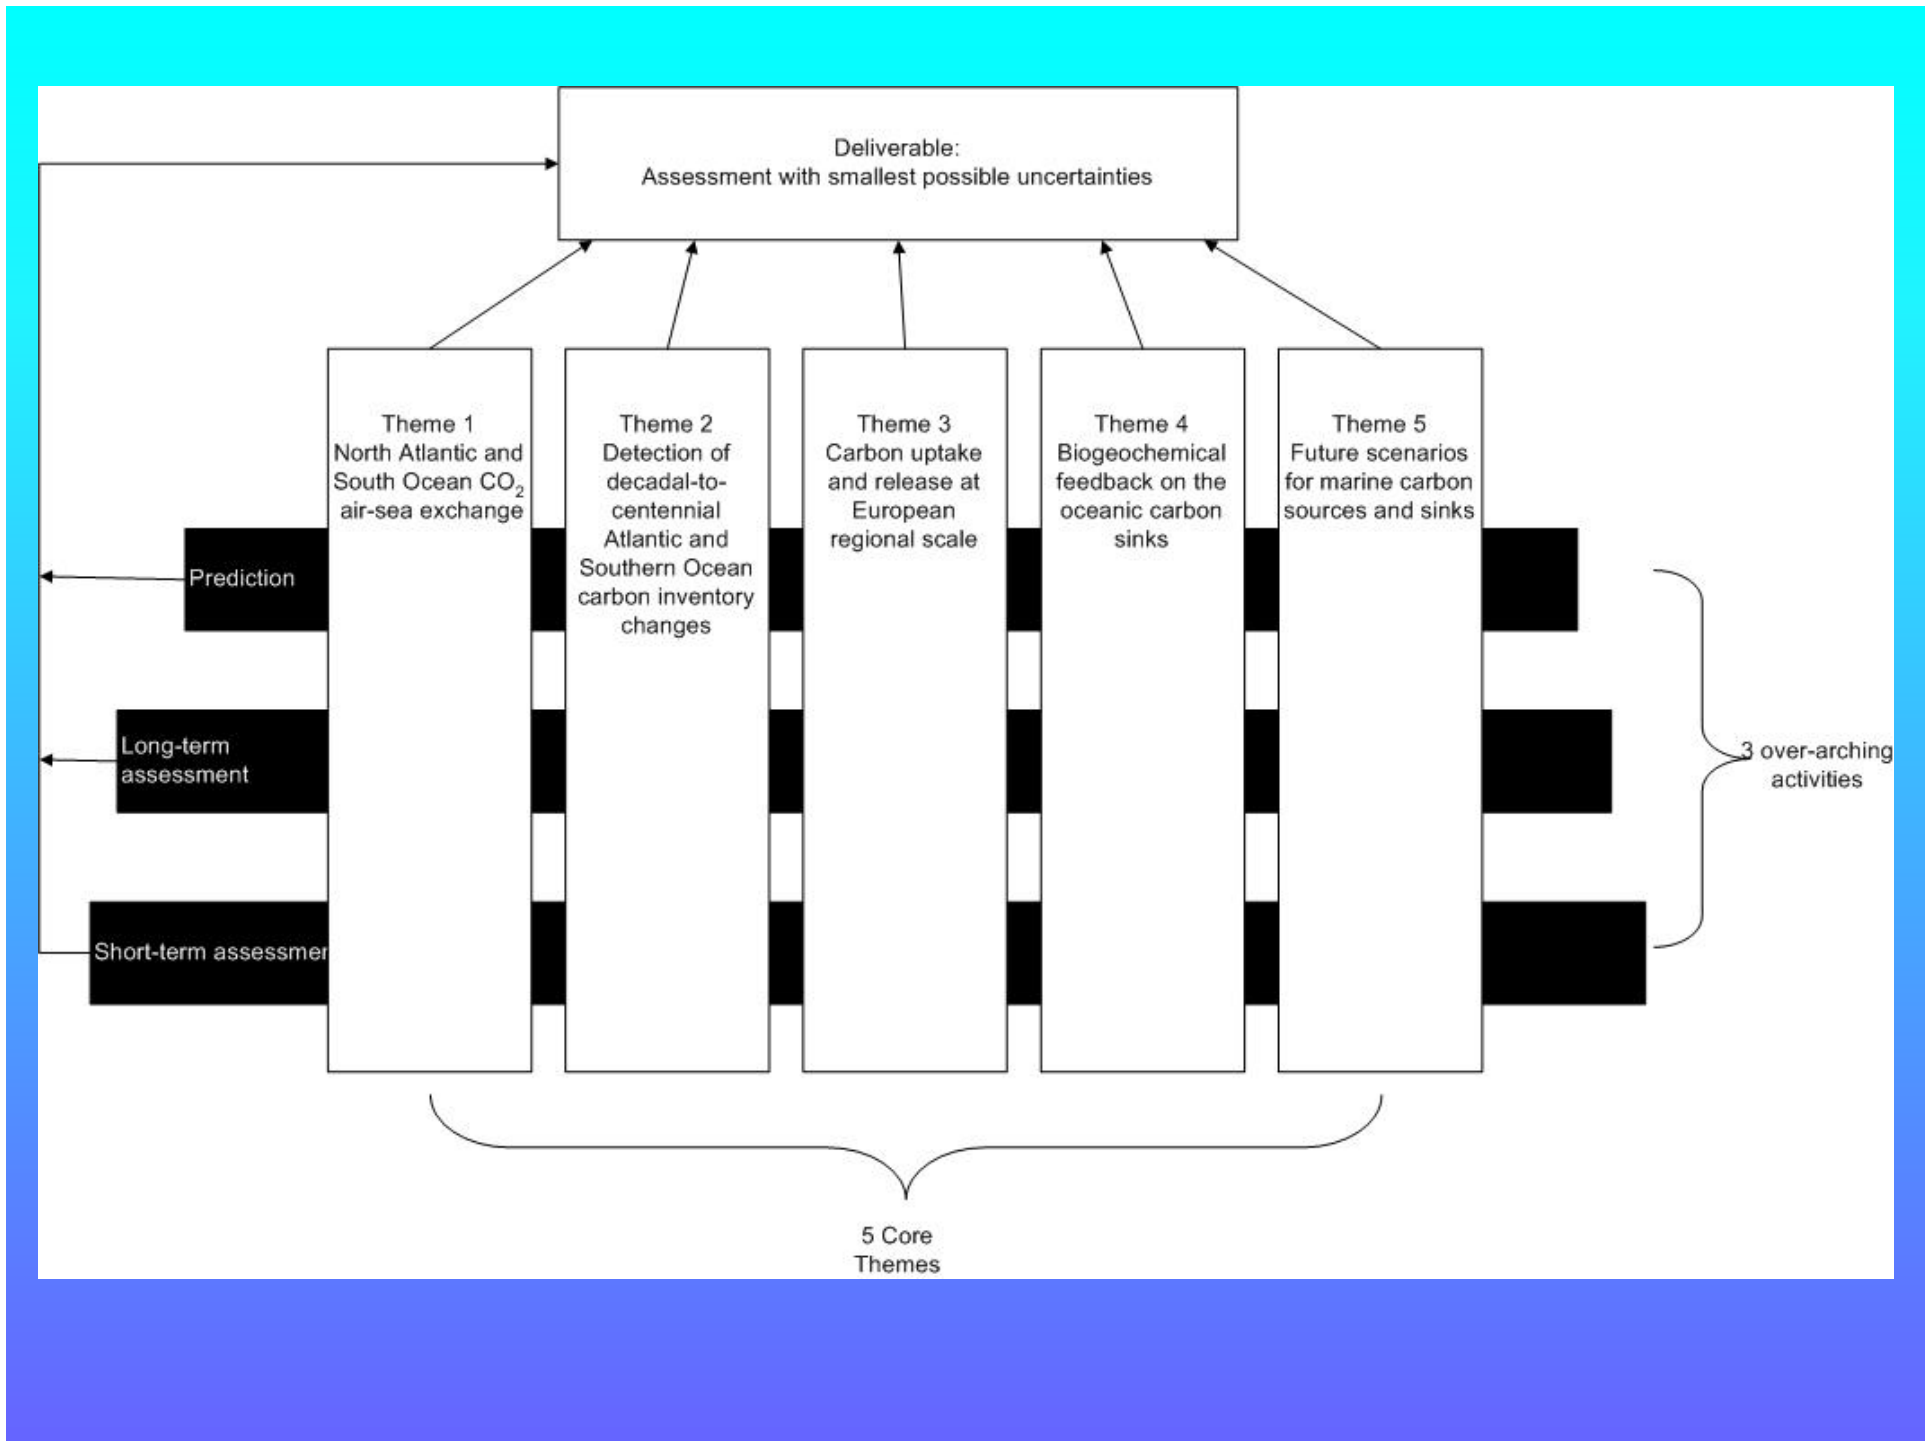 Deliverable:
Assessment with smallest possible uncertainties
Theme 1
North Atlantic and
South Ocean CO₂
air-sea exchange
Theme 2
Detection of
decadal-to-
centennial
Atlantic and
Southern Ocean
carbon inventory
changes
Theme 3
Carbon uptake
and release at
European
regional scale
Theme 4
Biogeochemical
feedback on the
oceanic carbon
sinks
Theme 5
Future scenarios
for marine carbon
sources and sinks
Prediction
Long-term
assessment
Short-term assessmen
3 over-arching
activities
5 Core
Themes